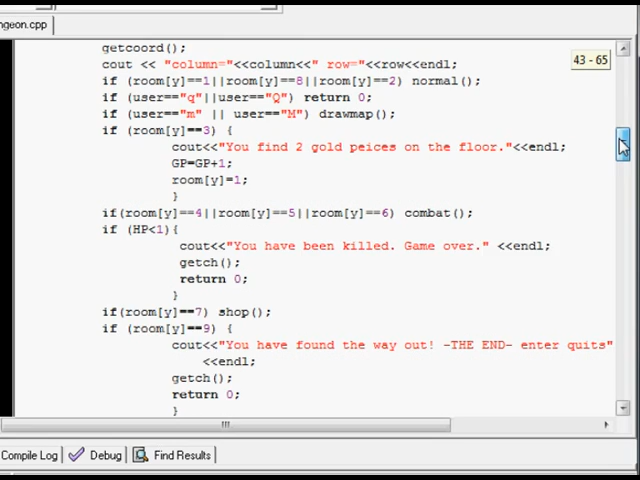 ngeon.cpp
getcoord();
cout << "column="<<column<<" row="<<row<<endl;
43 - 65
if (room[y]==1||room[y]==8||room[y]==2) normal();
if (user=="q"||user=="Q") return 0;
if (user=="m" || user=="M") drawmap();
if (room[y]==3) {
cout<<"You find 2 gold peices on the floor."<<endl;
GP=GP+1;
room[y]=1;
}
if(room[y]==4||room[y]==5||room[y]==6) combat();
if (HP<1){
cout<<"You have been killed. Game over." <<endl;
getch();
return 0;
}
if(room[y]==7) shop();
if (room[y]==9) {
cout<<"You have found the way out! -THE END- enter quits"
<<endl;
getch();
return 0;
}
Compile Log Debug Find Results